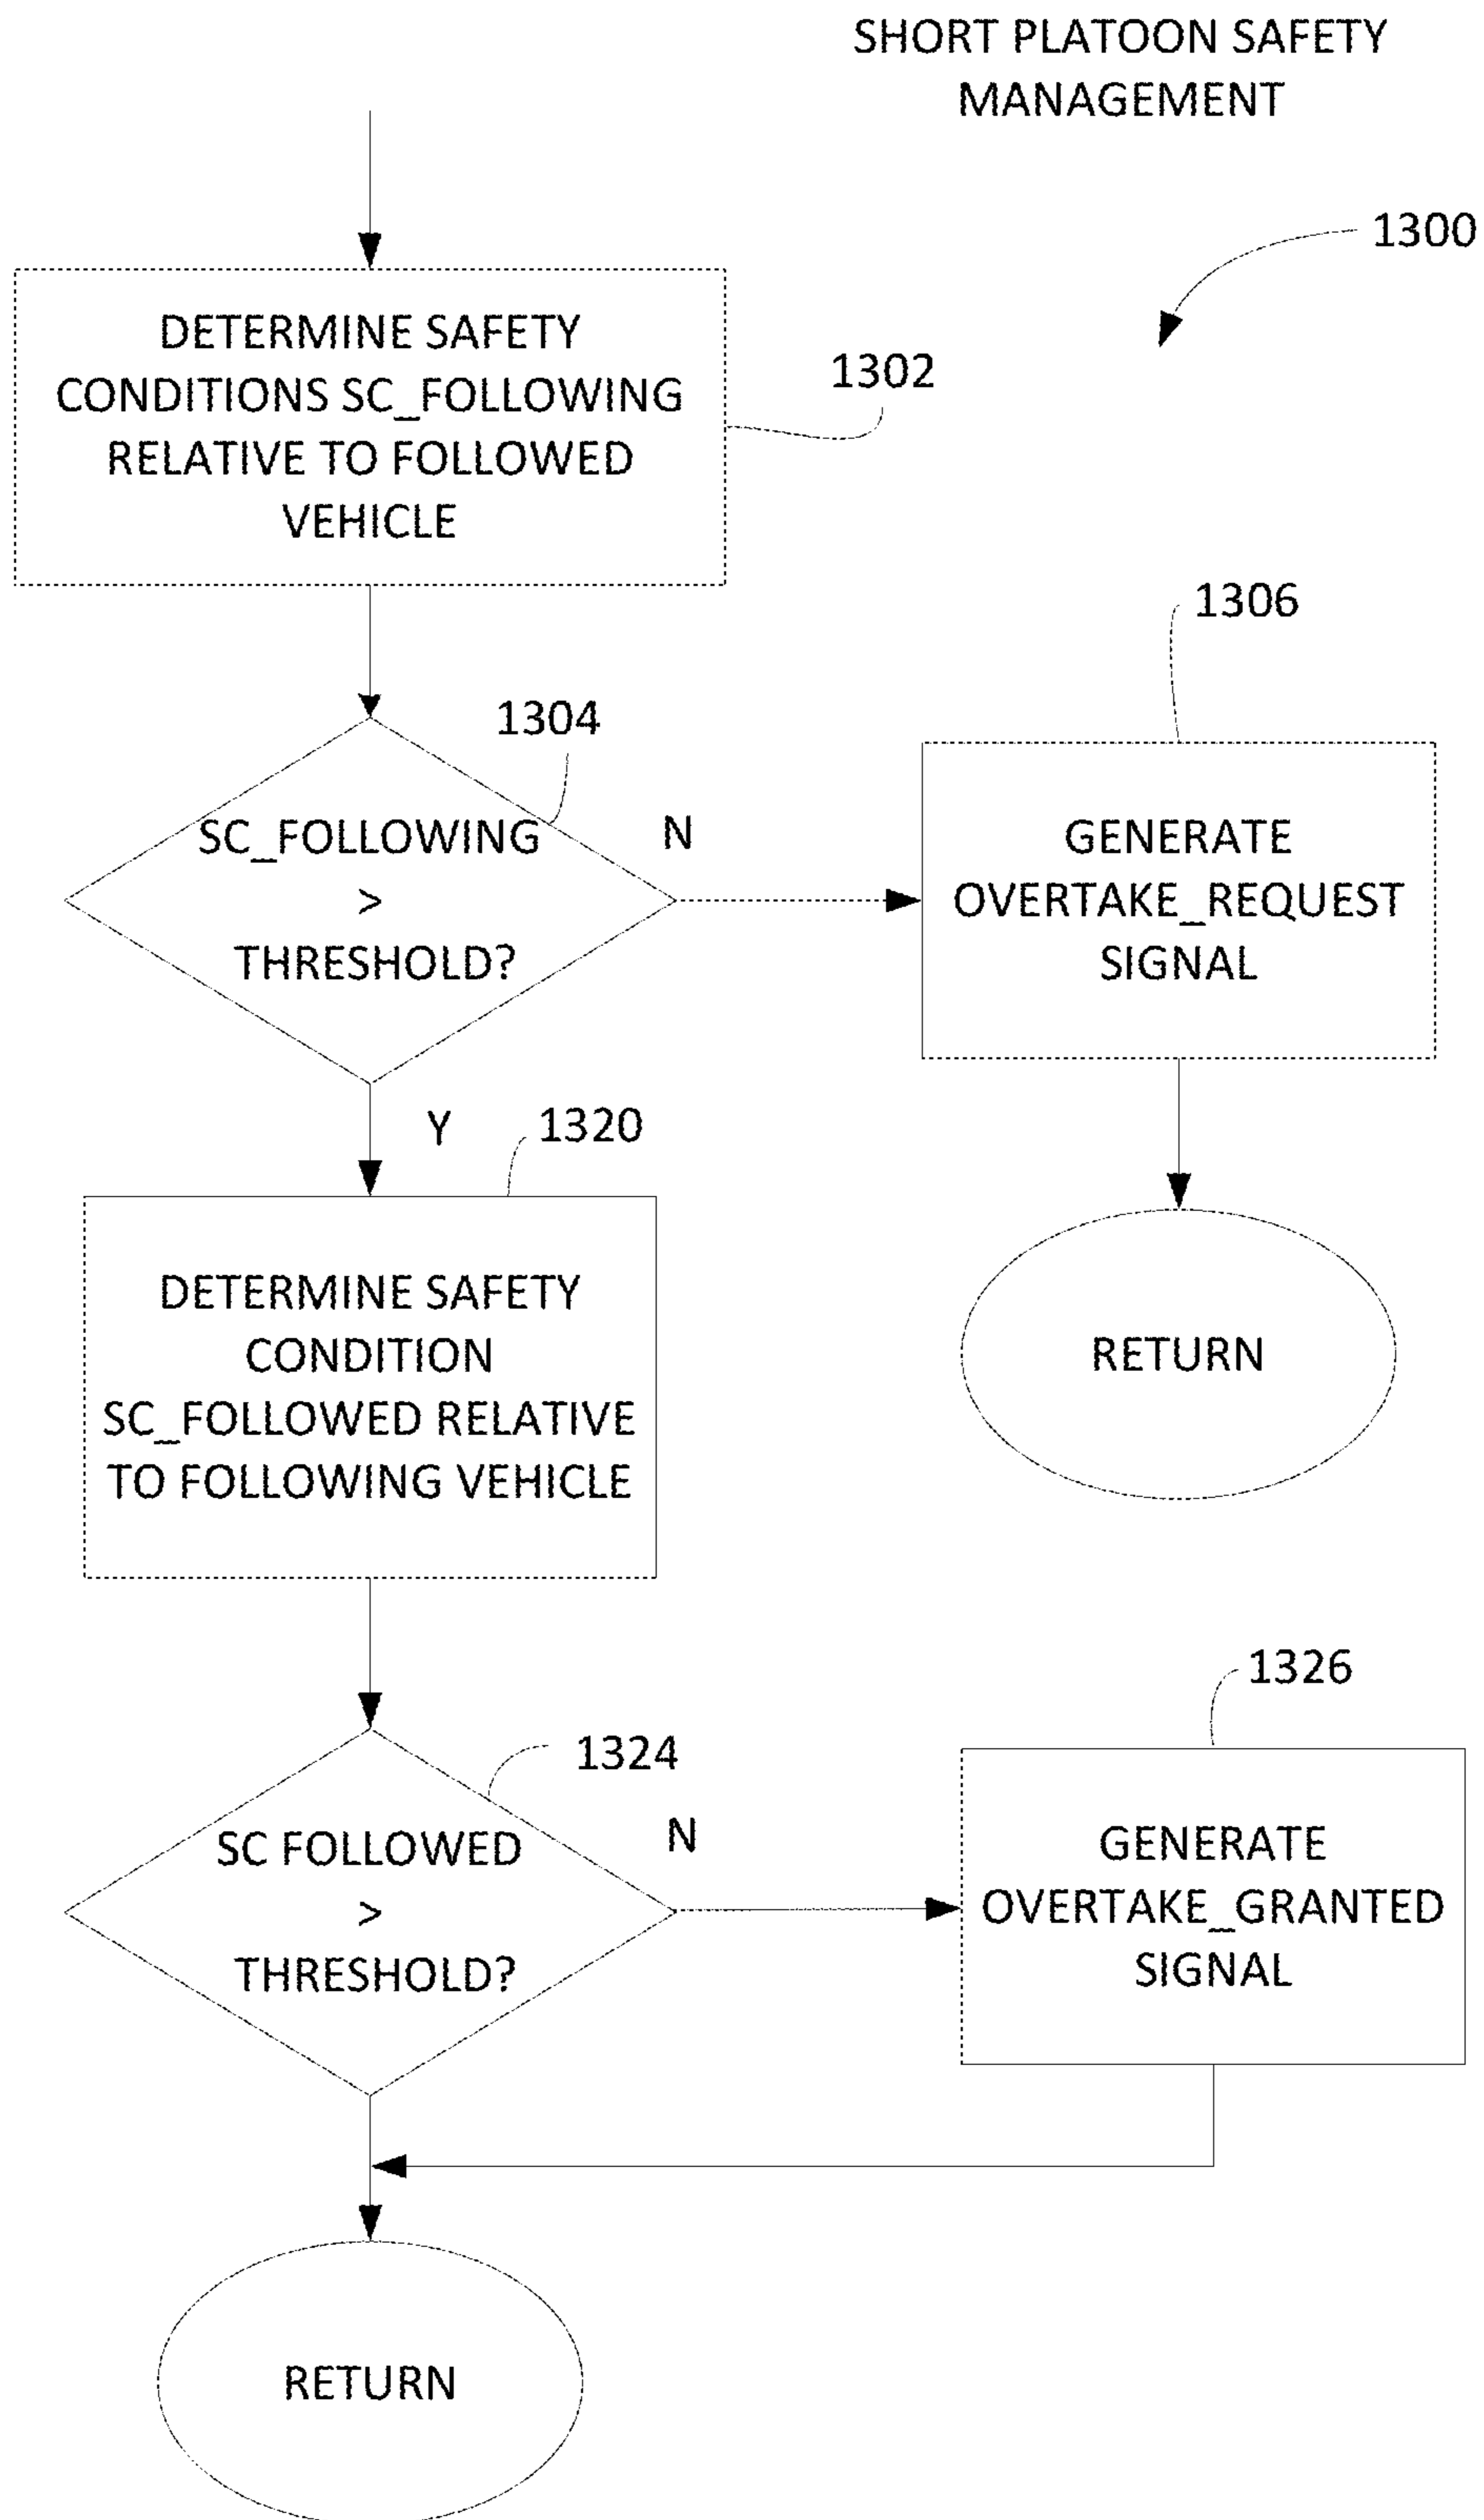 SHORT PLATOON SAFETY
MANAGEMENT
1300
DETERMINE SAFETY
CONDITIONS SC_FOLLOWING
RELATIVE TO FOLLOWED
VEHICLE
1302
1306
1304
SC_FOLLOWING
>
THRESHOLD?
N
GENERATE
OVERTAKE_REQUEST
SIGNAL
Y
1320
DETERMINE SAFETY
CONDITION
SC_FOLLOWED RELATIVE
TO FOLLOWING VEHICLE
RETURN
1326
1324
SC FOLLOWED
>
THRESHOLD?
N
GENERATE
OVERTAKE_GRANTED
SIGNAL
RETURN